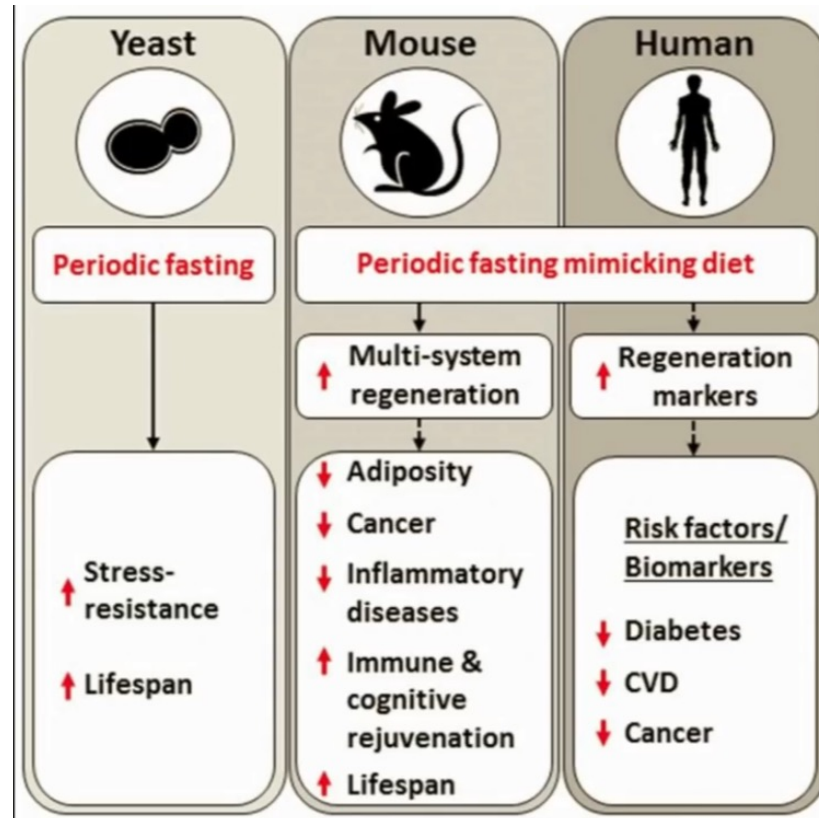 Yeast
Mouse
Human
Periodic fasting
Periodic fasting mimicking diet
Multi-system
regeneration
Regeneration
markers
Stress-
resistance
Lifespan
Adiposity
Cancer
Inflammatory
diseases
Immune &
cognitive
rejuvenation
Lifespan
Risk factors/
Biomarkers
Diabetes
CVD
Cancer